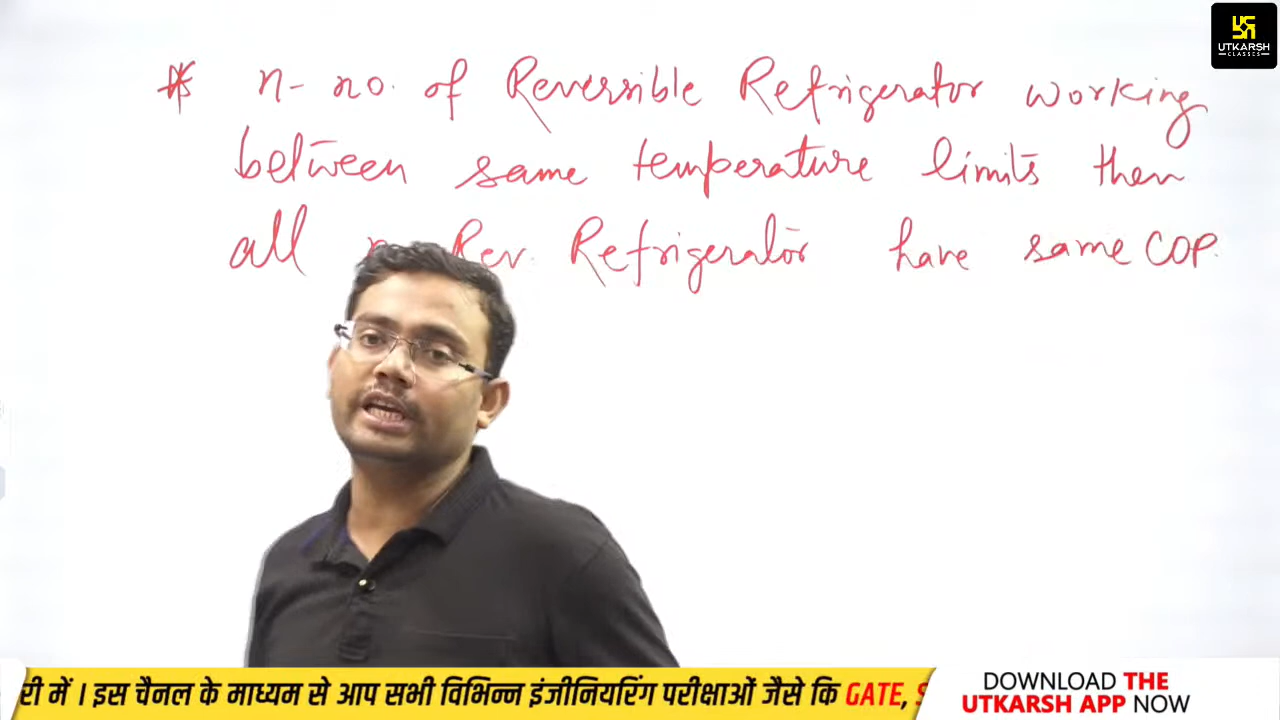 UTKARSH
CLASSES
* n- no. of Reversible Refrigerator working
between same temperature limits then
all n Rev. Refrigerator have same COP.
री में । इस चैनल के माध्यम से आप सभी विभिन्न इंजीनियरिंग परीक्षाओं जैसे कि GATE, S
DOWNLOAD THE
UTKARSH APP NOW